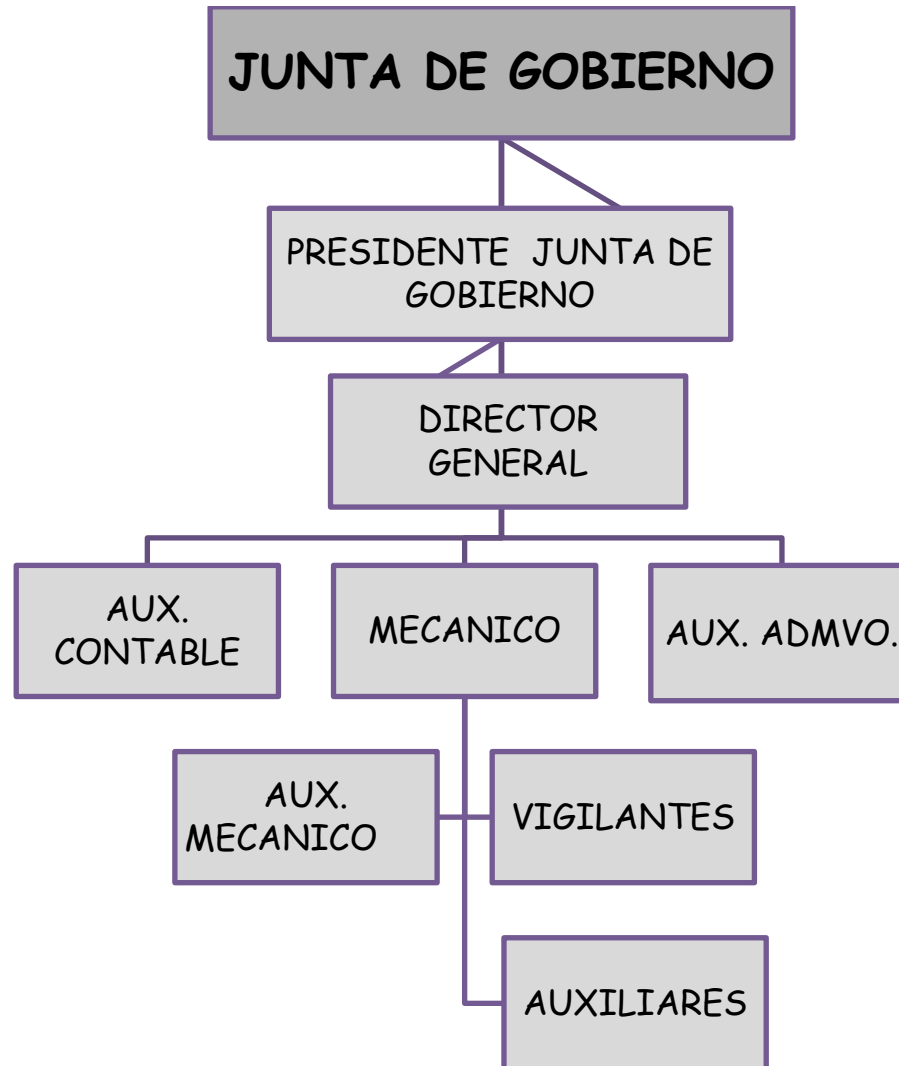 JUNTA DE GOBIERNO
PRESIDENTE JUNTA DE
GOBIERNO
DIRECTOR
GENERAL
AUX.
CONTABLE
MECANICO
AUX. ADMVO.
AUX.
MECANICO
VIGILANTES
AUXILIARES